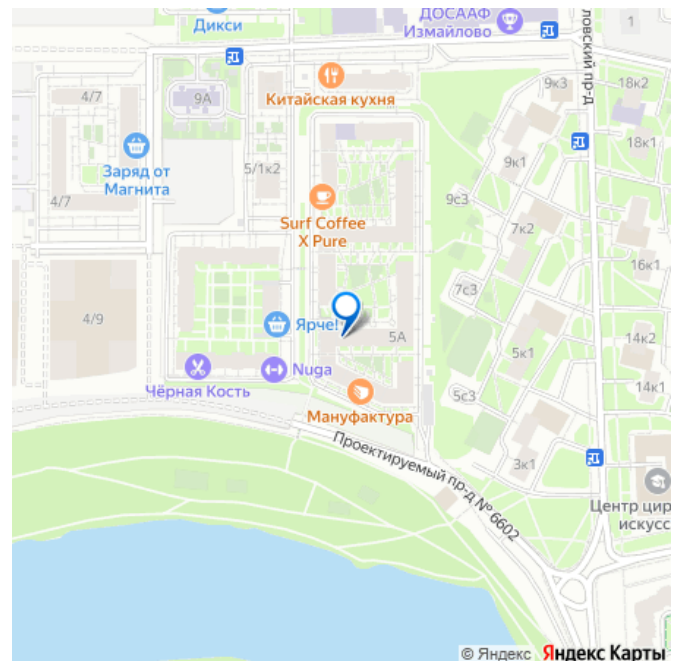 ДОСААФ
Измайлово
Дикси
1
ловский пр-д
Китайская кухня
9к3
18к2
4/7
9А
Заряд от
Магнита
5/1к2
9к1
18к1
4/7
9с3
Surf Coffee
X Pure
7к2
16к1
7с3
4/9
Ярче!
5А
14к2
5к1
Nuga
14к1
Чёрная Кость
5с3
Мануфактура
Проектируемый пр-д № 6602
3к1
Центр цир
искусс
© Яндекс Яндекс Карты